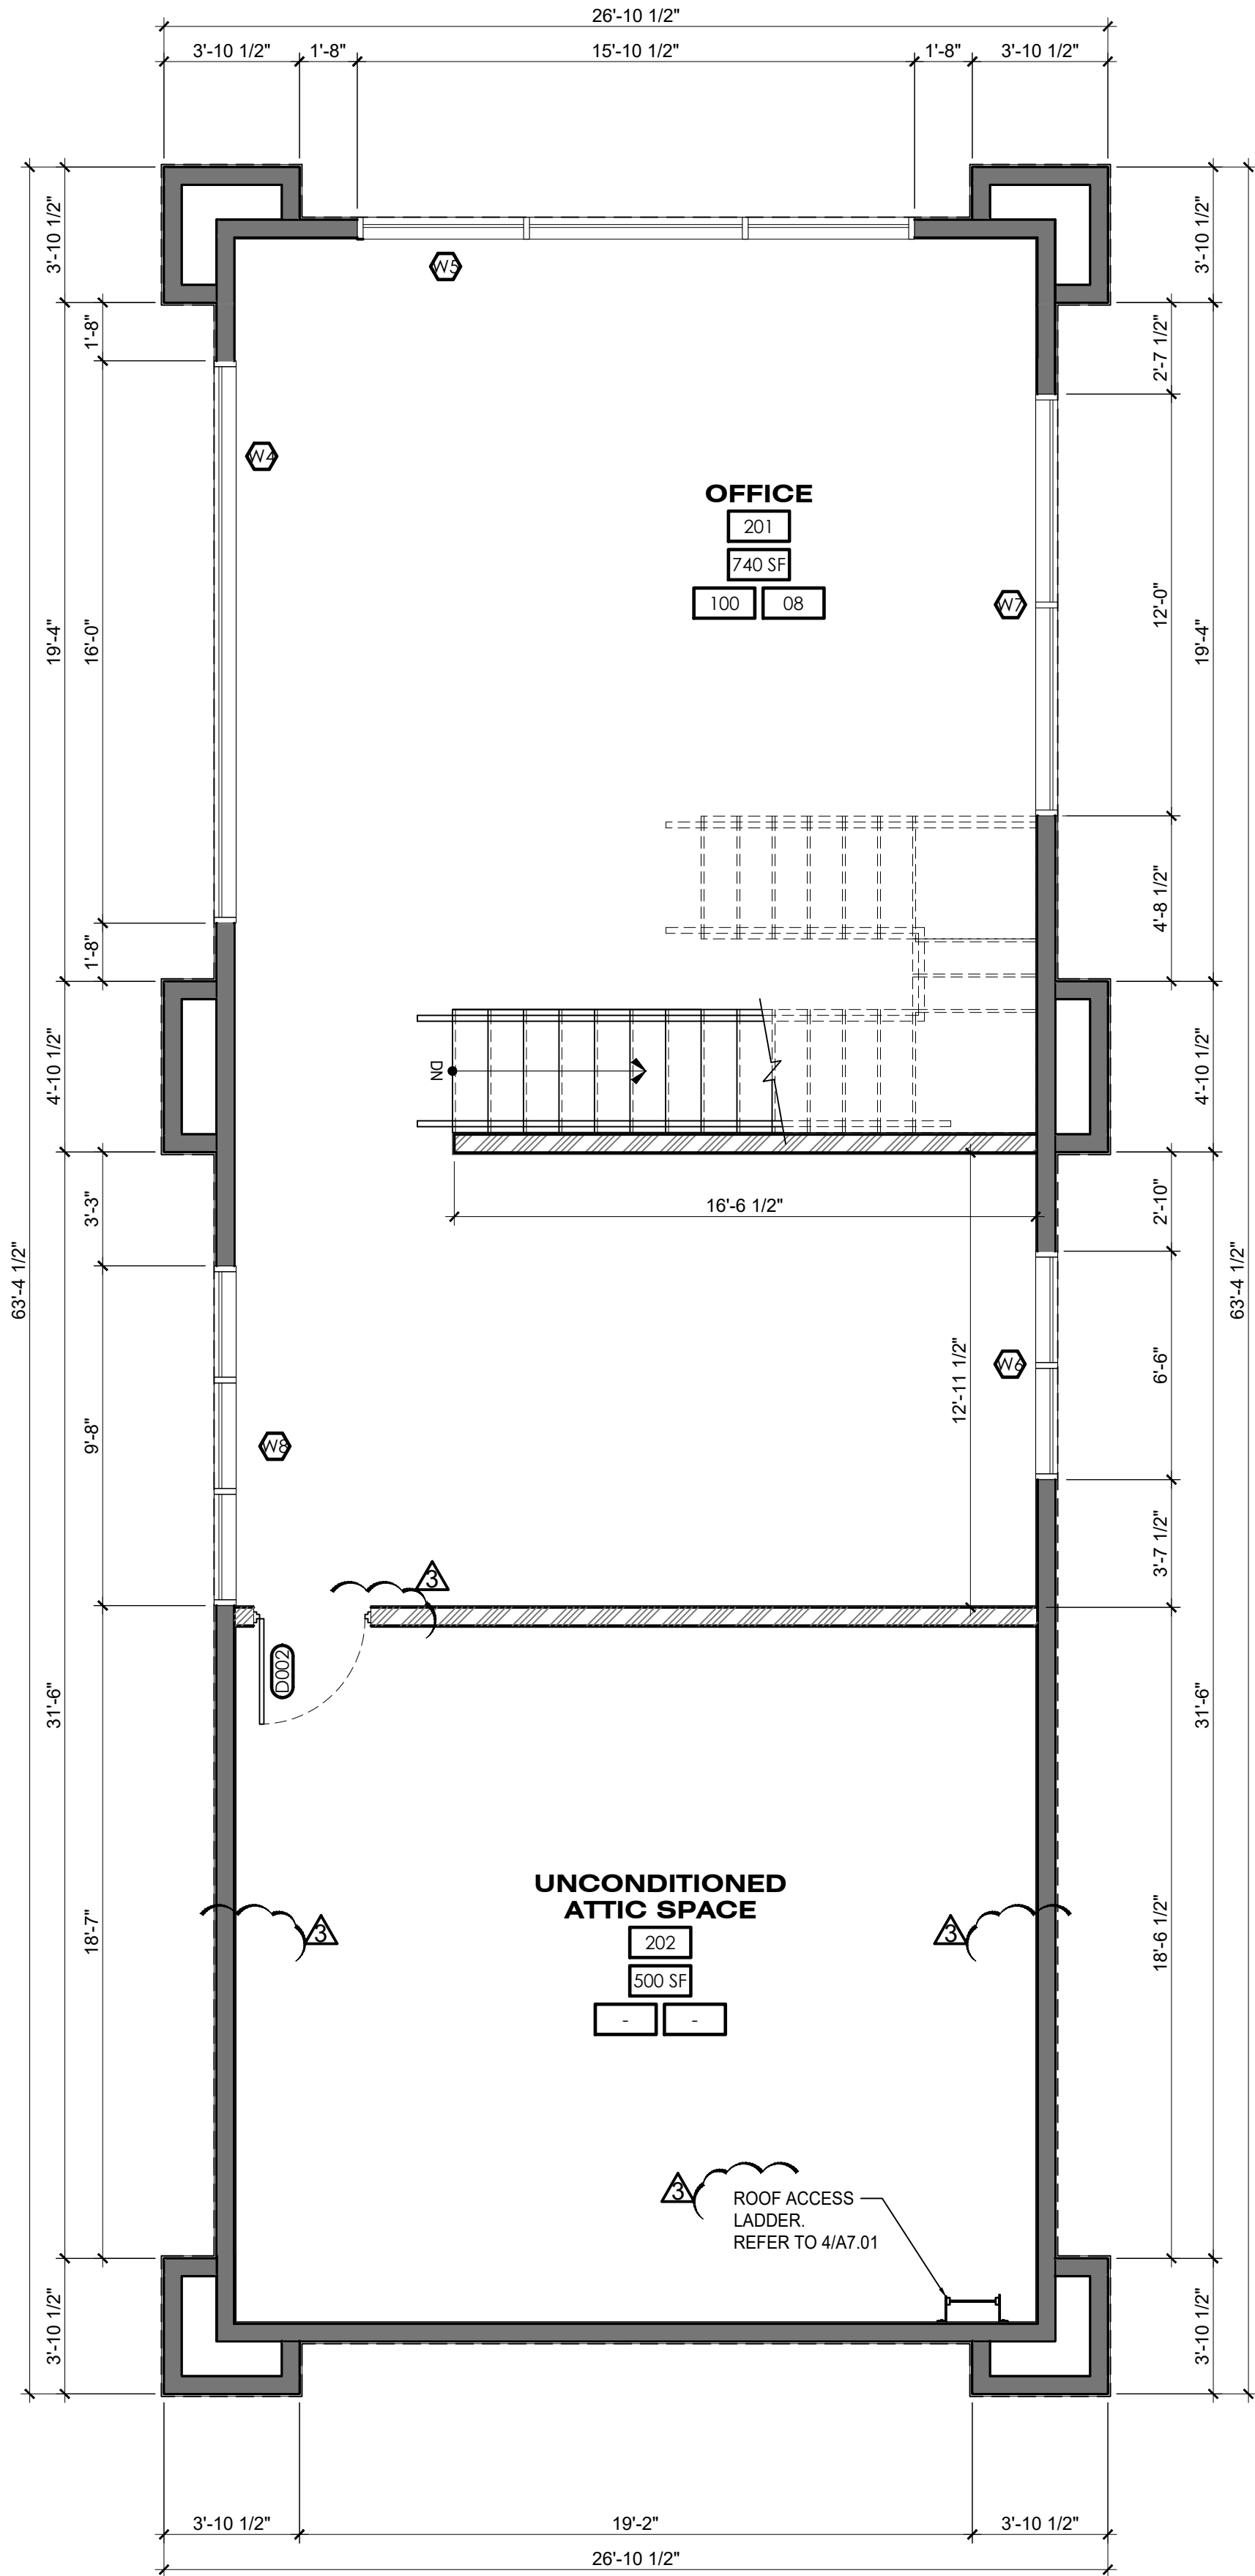 26'-10 1/2"
3'-10 1/2" 1'-8" 15'-10 1/2" 1'-8" 3'-10 1/2"
3'-10 1/2"
3'-10 1/2"
W5
1'-8"
2'-7 1/2"
W4
OFFICE
201
740 SF
100 08
W7
19'-4"
16'-0"
12'-0"
19'-4"
1'-8"
4'-8 1/2"
DN
4'-10 1/2"
4'-10 1/2"
3'-3"
16'-6 1/2"
2'-10"
63'-4 1/2"
63'-4 1/2"
12'-11 1/2"
W6
6'-6"
9'-8"
W8
3'-7 1/2"
3
D002
31'-6"
31'-6"
UNCONDITIONED
ATTIC SPACE
202
500 SF
- -
3
3
18'-7"
18'-6 1/2"
3
ROOF ACCESS
LADDER.
REFER TO 4/A7.01
3'-10 1/2"
3'-10 1/2"
3'-10 1/2" 19'-2" 3'-10 1/2"
26'-10 1/2"